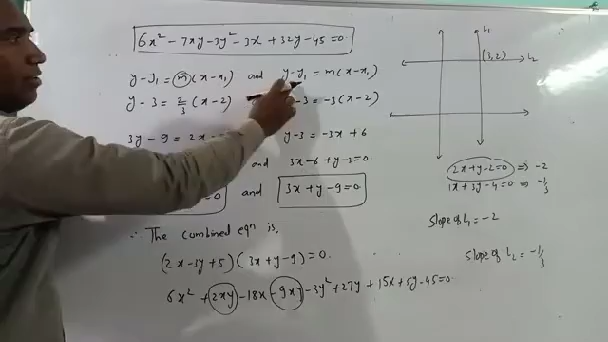 6x² - 7xy - 3y² - 3x + 32y - 45 = 0.
y - y₁ = m(x - x₁) and y - y₁ = m(x - x₁)
y - 3 = 2/3 (x - 2) - 3 = -3(x - 2)
3y - 9 = 2x - y - 3 = -3x + 6
and 3x - 6 + y - 3 = 0
= 0 and 3x + y - 9 = 0
∴ The combined eqn is,
(2x - 3y + 5)(3x + y - 9) = 0.
6x² + 2xy - 18x - 9xy - 3y² + 27y + 15x + 5y - 45 = 0.
L₁
(3, 2) L₂
2x + y - 2 = 0 ⇒ -2
1x + 3y - 4 = 0 ⇒ -1/3
Slope of L₁ = -2
Slope of L₂ = -1/3